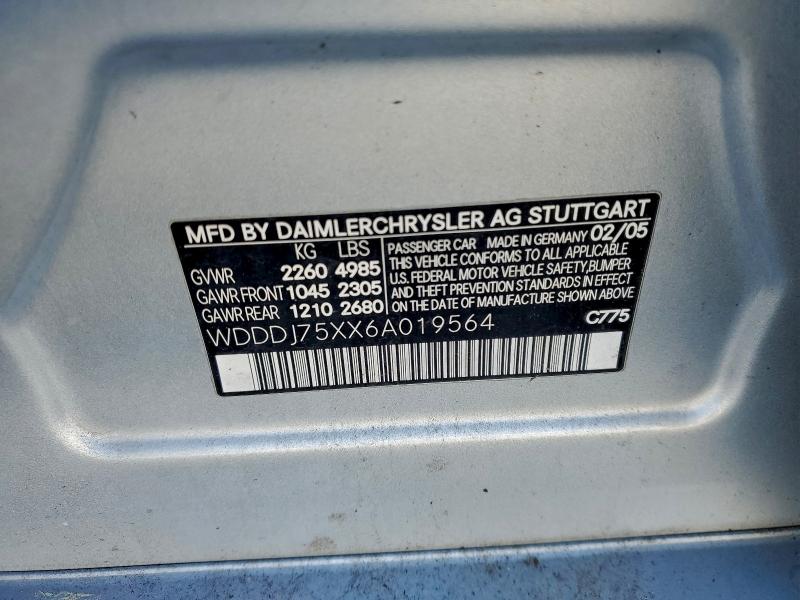 MFD BY DAIMLERCHRYSLER AG STUTTGART
KG LBS
GVWR 2260 4985
GAWR FRONT 1045 2305
GAWR REAR 1210 2680
PASSENGER CAR MADE IN GERMANY 02/05
THIS VEHICLE CONFORMS TO ALL APPLICABLE
U.S. FEDERAL MOTOR VEHICLE SAFETY, BUMPER
AND THEFT PREVENTION STANDARDS IN EFFECT
ON THE DATE OF MANUFACTURE SHOWN ABOVE
WDDDJ75XX6A019564
C775